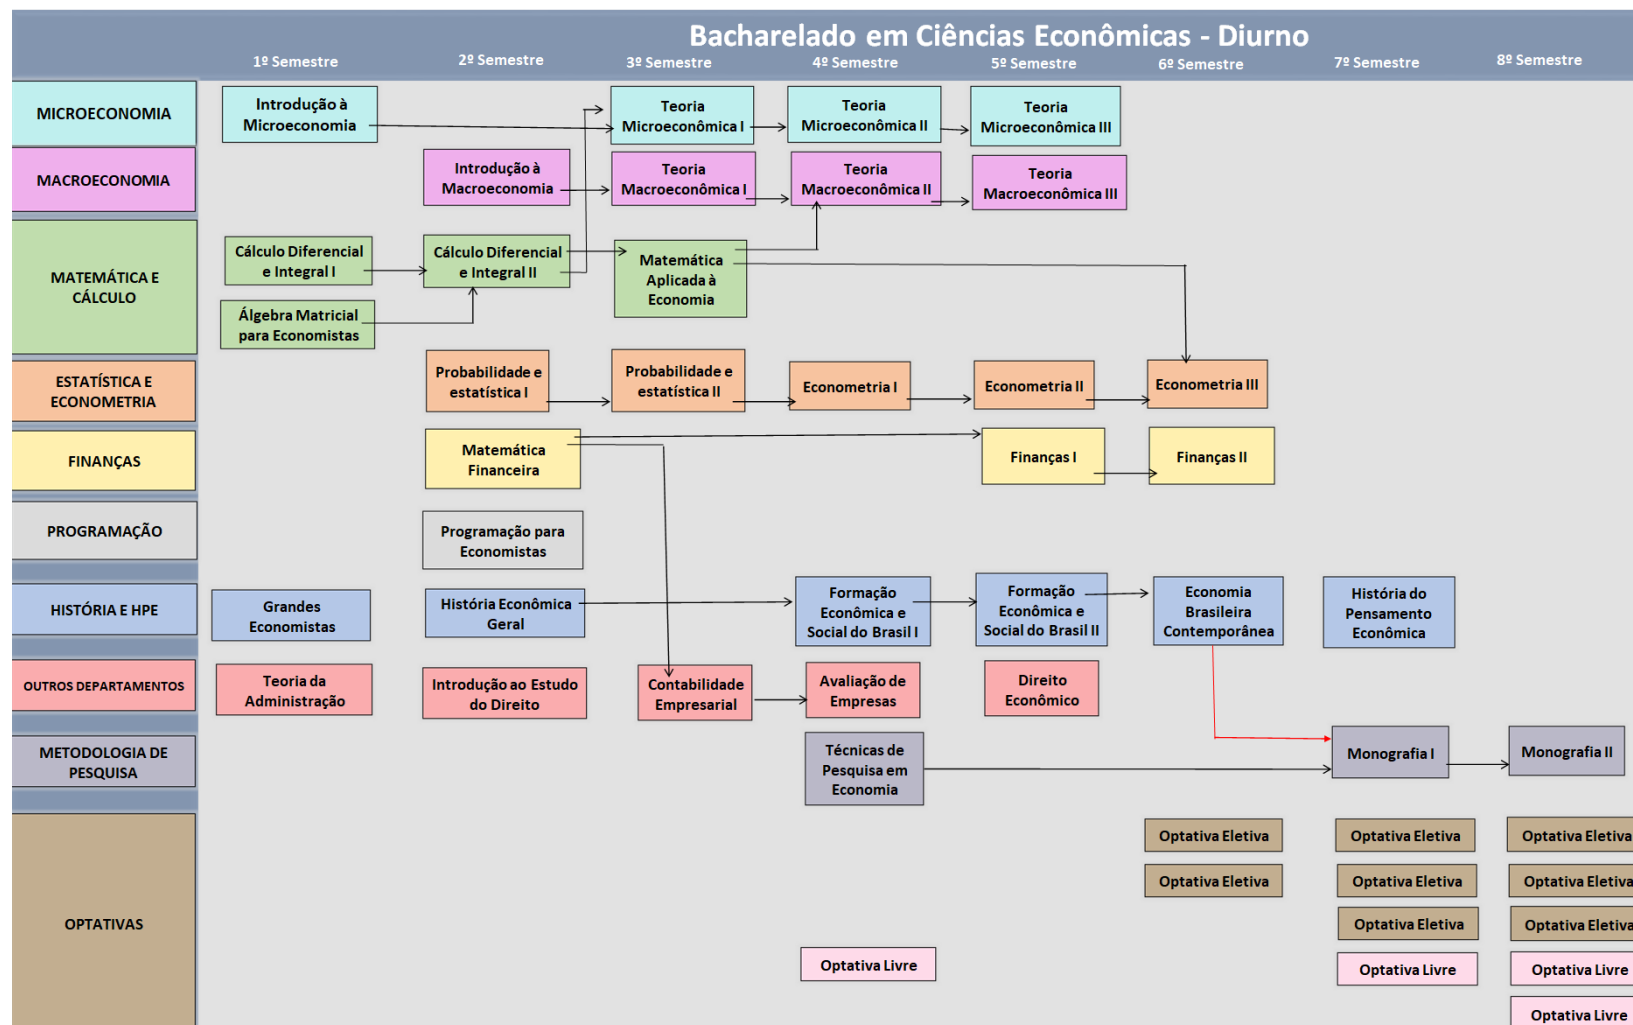 Bacharelado em Ciências Econômicas - Diurno
1º Semestre
2º Semestre
3º Semestre
4º Semestre
5º Semestre
6º Semestre
7º Semestre
8º Semestre
MICROECONOMIA
Introdução à
Microeconomia
Teoria
Microeconômica I
Teoria
Microeconômica II
Teoria
Microeconômica III
MACROECONOMIA
Introdução à
Macroeconomia
Teoria
Macroeconômica I
Teoria
Macroeconômica II
Teoria
Macroeconômica III
MATEMÁTICA E
CÁLCULO
Cálculo Diferencial
e Integral I
Cálculo Diferencial
e Integral II
Matemática
Aplicada à
Economia
Álgebra Matricial
para Economistas
ESTATÍSTICA E
ECONOMETRIA
Probabilidade e
estatística I
Probabilidade e
estatística II
Econometria I
Econometria II
Econometria III
FINANÇAS
Matemática
Financeira
Finanças I
Finanças II
PROGRAMAÇÃO
Programação para
Economistas
HISTÓRIA E HPE
Grandes
Economistas
História Econômica
Geral
Formação
Econômica e
Social do Brasil I
Formação
Econômica e
Social do Brasil II
Economia
Brasileira
Contemporânea
História do
Pensamento
Econômica
OUTROS DEPARTAMENTOS
Teoria da
Administração
Introdução ao Estudo
do Direito
Contabilidade
Empresarial
Avaliação de
Empresas
Direito
Econômico
METODOLOGIA DE
PESQUISA
Técnicas de
Pesquisa em
Economia
Monografia I
Monografia II
OPTATIVAS
Optativa Eletiva
Optativa Eletiva
Optativa Eletiva
Optativa Eletiva
Optativa Eletiva
Optativa Eletiva
Optativa Eletiva
Optativa Eletiva
Optativa Livre
Optativa Livre
Optativa Livre
Optativa Livre